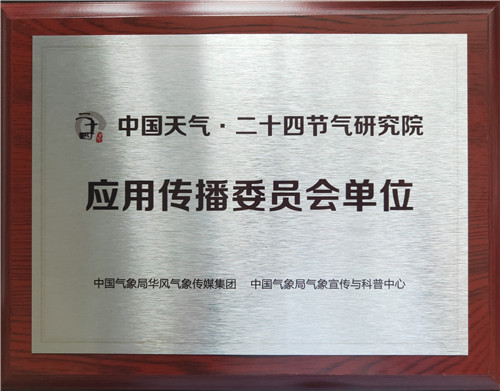 中国天气·二十四节气研究院
应用传播委员会单位
中国气象局华风气象传媒集团 中国气象局气象宣传与科普中心